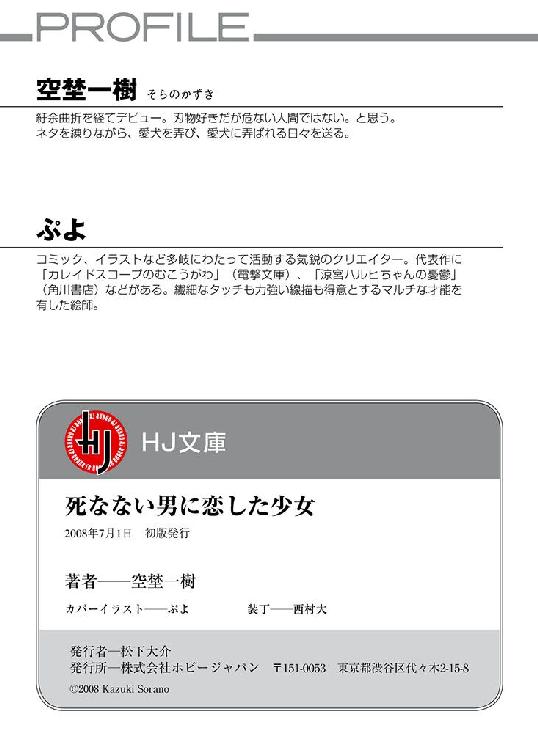 PROFILE
空埜一樹 そらのかずき
紆余曲折を経てデビュー。刃物好きだが危ない人間ではない。と思う。
ネタを練りながら、愛犬を弄び、愛犬に弄ばれる日々を送る。
ぷよ
コミック、イラストなど多岐にわたって活動する気鋭のクリエイター。代表作に
「カレイドスコープのむこうがわ」（電撃文庫）、「涼宮ハルヒちゃんの憂鬱」
（角川書店）などがある。繊細なタッチも力強い線描も得意とするマルチな才能を
有した絵師。
HJ
HJ文庫
死なない男に恋した少女
2008年7月1日 初版発行
著者──空埜一樹
カバーイラスト──ぷよ 装丁──西村大
発行者─松下大介
発行所─株式会社ホビージャパン 〒151-0053 東京都渋谷区代々木2-15-8
©2008 Kazuki Sorano